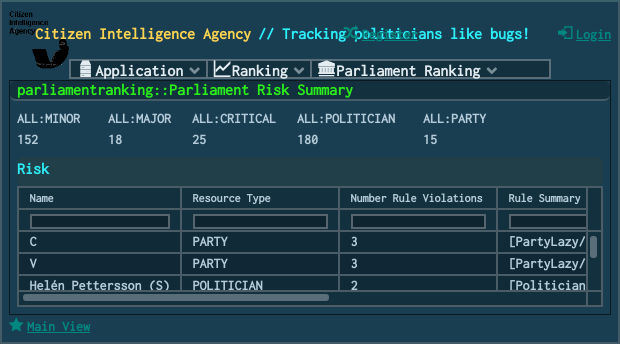 Citizen
Intelligence
Agency
Citizen Intelligence Agency // Tracking politicians like bugs!
Register
Login
Application
Ranking
Parliament Ranking
parliamentranking::Parliament Risk Summary
ALL:MINOR ALL:MAJOR ALL:CRITICAL ALL:POLITICIAN ALL:PARTY
152 18 25 180 15
Risk
Name Resource Type Number Rule Violations Rule Summary
C PARTY 3 [PartyLazy/
V PARTY 3 [PartyLazy/
Helén Pettersson (S) POLITICIAN 2 [Politician
Main View